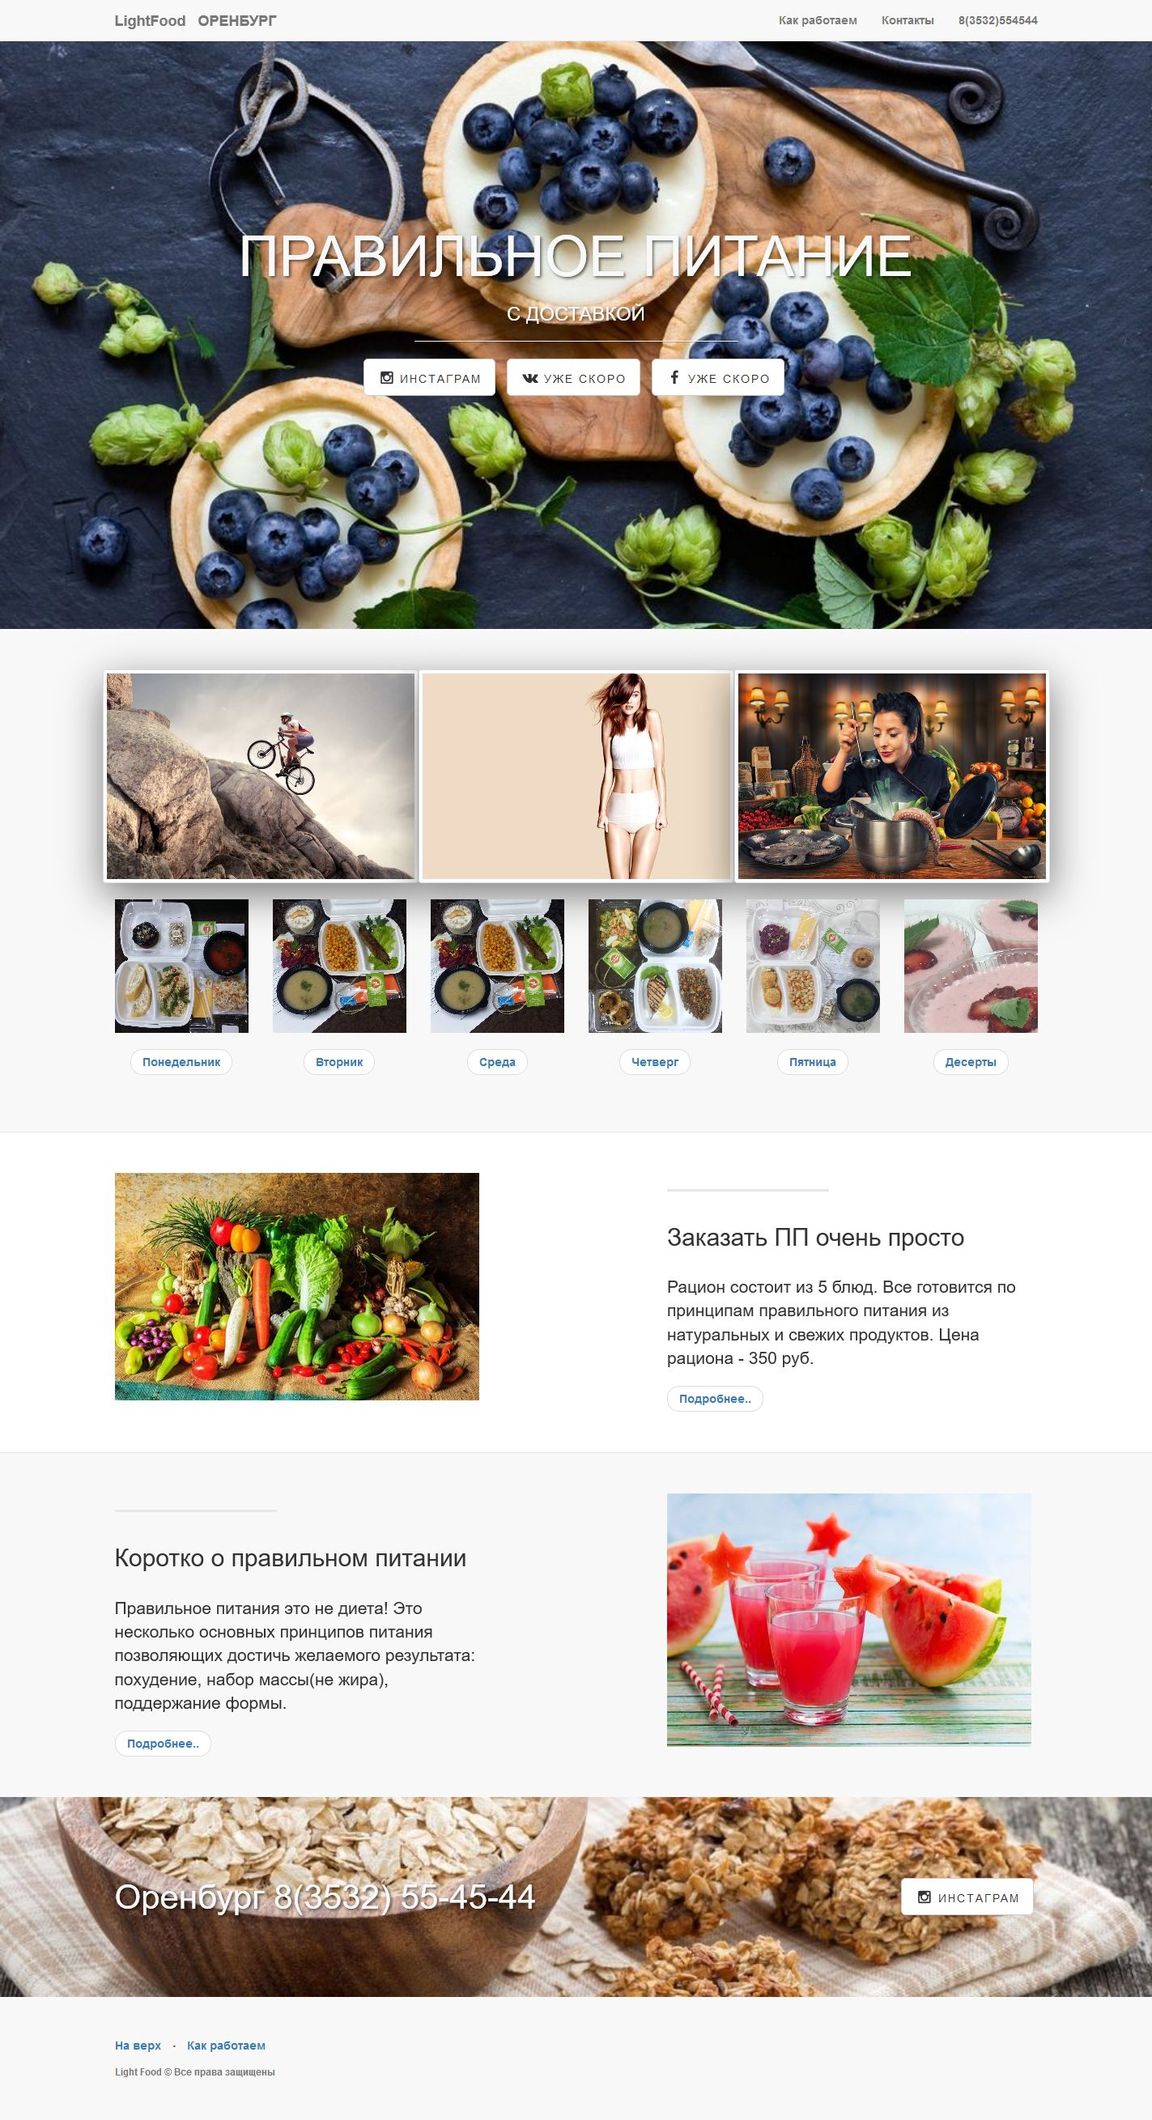 LightFood ОРЕНБУРГ
Как работаем Контакты 8(3532)554544
ПРАВИЛЬНОЕ ПИТАНИЕ
С ДОСТАВКОЙ
ИНСТАГРАМ УЖЕ СКОРО УЖЕ СКОРО
Понедельник Вторник Среда Четверг Пятница Десерты
Заказать ПП очень просто
Рацион состоит из 5 блюд. Все готовится по
принципам правильного питания из
натуральных и свежих продуктов. Цена
рациона - 350 руб.
Подробнее..
Коротко о правильном питании
Правильное питания это не диета! Это
несколько основных принципов питания
позволяющих достичь желаемого результата:
похудение, набор массы(не жира),
поддержание формы.
Подробнее..
Оренбург 8(3532) 55-45-44
ИНСТАГРАМ
На верх · Как работаем
Light Food © Все права защищены